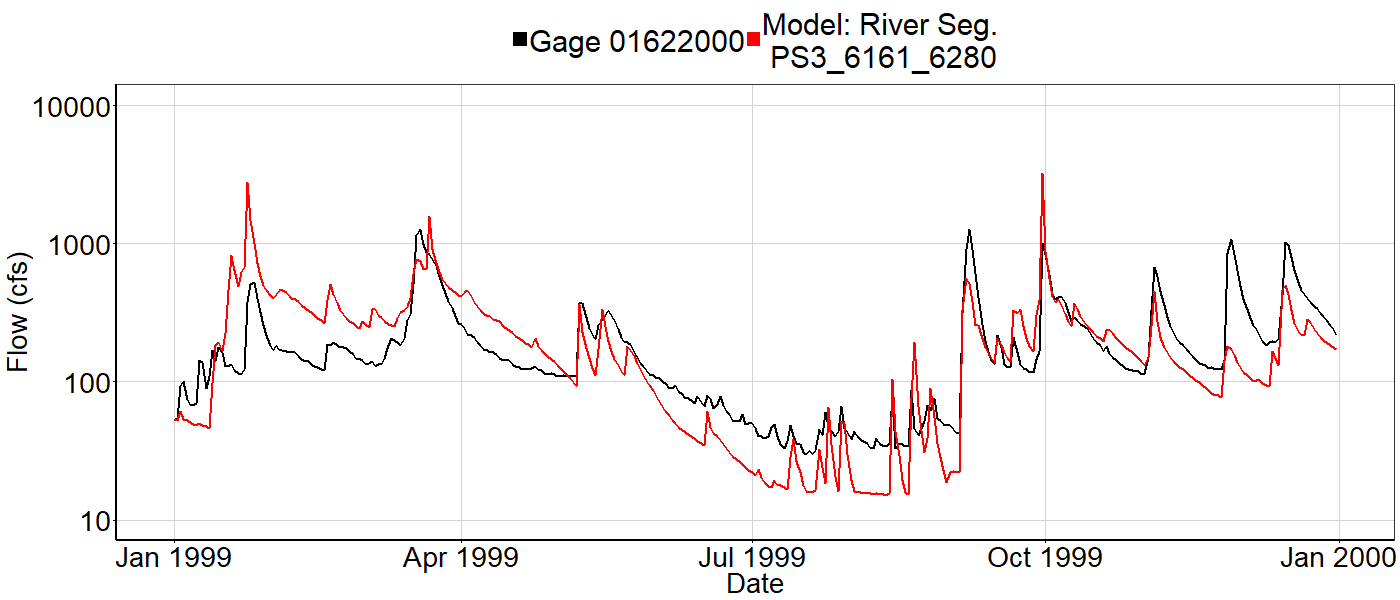 Gage 01622000
Model: River Seg.
PS3_6161_6280
10000
1000
100
10
Flow (cfs)
Jan 1999
Apr 1999
Jul 1999
Oct 1999
Jan 2000
Date